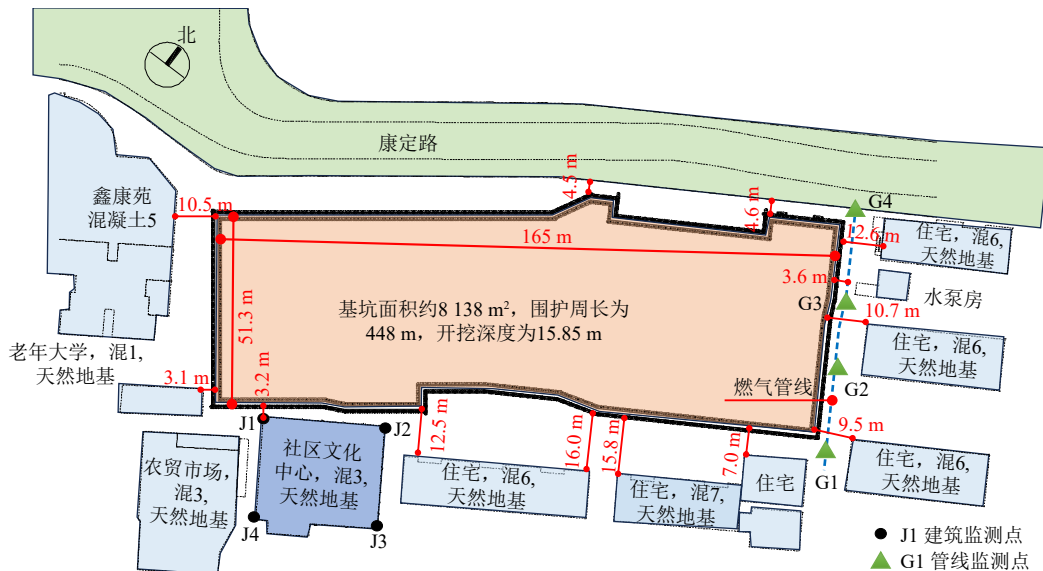 北
康定路
鑫康苑
混凝土5
10.5 m
4.5 m
4.6 m
G4
12.6 m
住宅，混6,
天然地基
165 m
3.6 m
水泵房
51.3 m
基坑面积约8 138 m²，围护周长为
448 m，开挖深度为15.85 m
G3
10.7 m
住宅，混6,
天然地基
老年大学，混1,
天然地基
3.1 m
3.2 m
燃气管线
G2
J1
J2
12.5 m
16.0 m
15.8 m
7.0 m
9.5 m
G1
农贸市场，
混3,
天然地基
社区文化
中心，混3,
天然地基
住宅，混6,
天然地基
住宅，混7,
天然地基
住宅
住宅，混6,
天然地基
J4
J3
J1 建筑监测点
G1 管线监测点